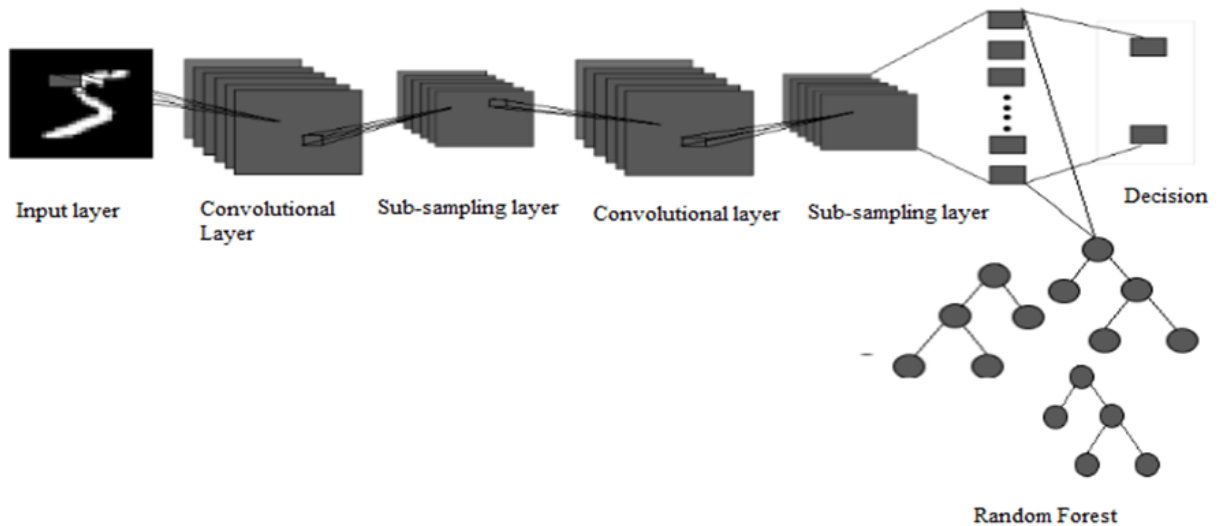 Input layer
Convolutional
Layer
Sub-sampling layer
Convolutional layer
Sub-sampling layer
Decision
Random Forest